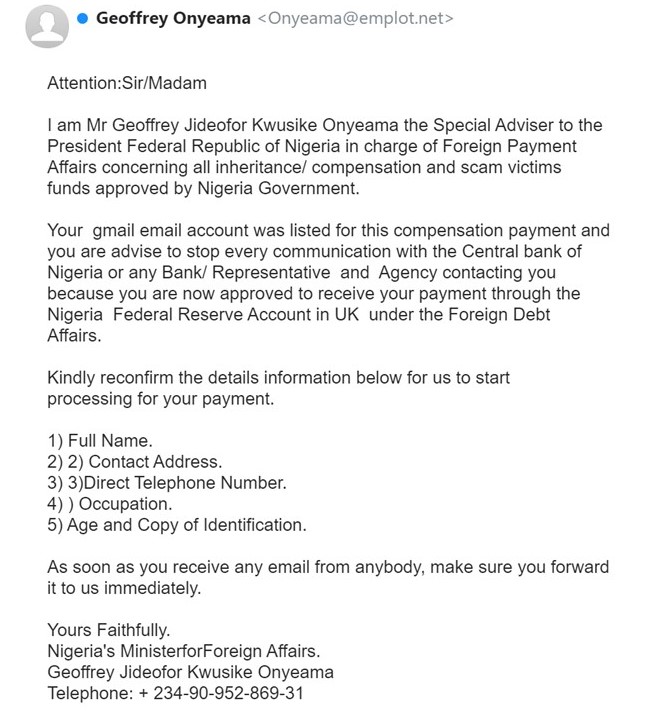 Geoffrey Onyeama <Onyeama@emplot.net>
Attention:Sir/Madam
I am Mr Geoffrey Jideofor Kwusike Onyeama the Special Adviser to the
President Federal Republic of Nigeria in charge of Foreign Payment
Affairs concerning all inheritance/ compensation and scam victims
funds approved by Nigeria Government.
Your  gmail email account was listed for this compensation payment and
you are advise to stop every communication with the Central bank of
Nigeria or any Bank/ Representative  and  Agency contacting you
because you are now approved to receive your payment through the
Nigeria  Federal Reserve Account in UK  under the Foreign Debt
Affairs.
Kindly reconfirm the details information below for us to start
processing for your payment.
1) Full Name.
2) 2) Contact Address.
3) 3)Direct Telephone Number.
4) ) Occupation.
5) Age and Copy of Identification.
As soon as you receive any email from anybody, make sure you forward
it to us immediately.
Yours Faithfully.
Nigeria's MinisterforForeign Affairs.
Geoffrey Jideofor Kwusike Onyeama
Telephone: + 234-90-952-869-31